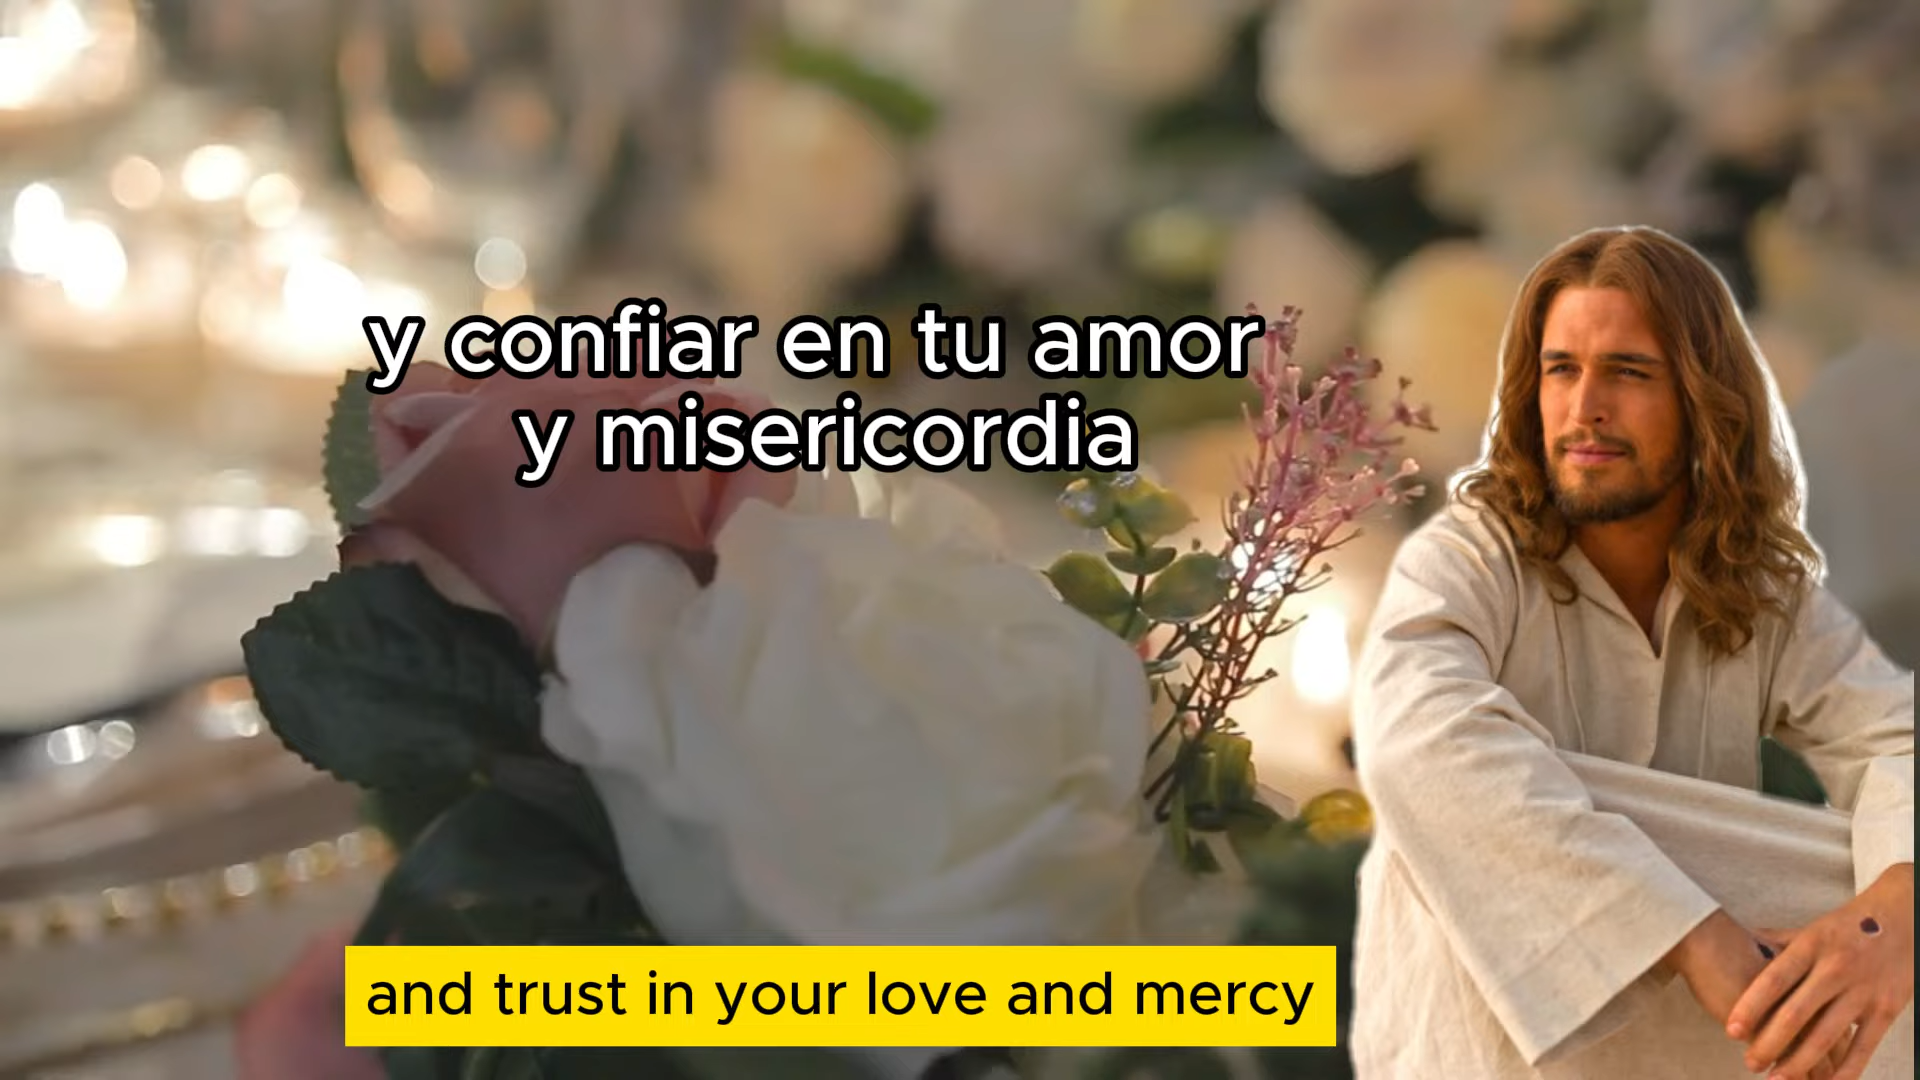 y confiar en tu amor
y misericordia
and trust in your love and mercy